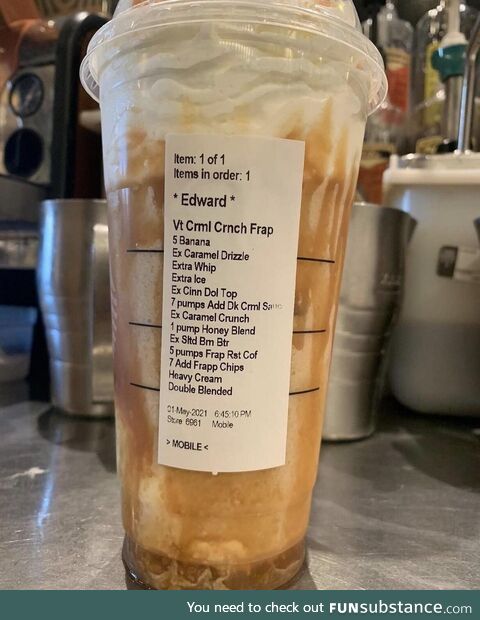 Item: 1 of 1
Items in order: 1
* Edward *
Vt Crml Crnch Frap
5 Banana
Ex Caramel Drizzle
Extra Whip
Extra Ice
Ex Cinn Dol Top
7 pumps Add Dk Crml Sauc
Ex Caramel Crunch
1 pump Honey Blend
Ex Sltd Brn Btr
5 pumps Frap Rst Cof
7 Add Frapp Chips
Heavy Cream
Double Blended
01-May-2021 6:45:10 PM
Store 6981 Mobile
> MOBILE <
You need to check out FUNsubstance.com